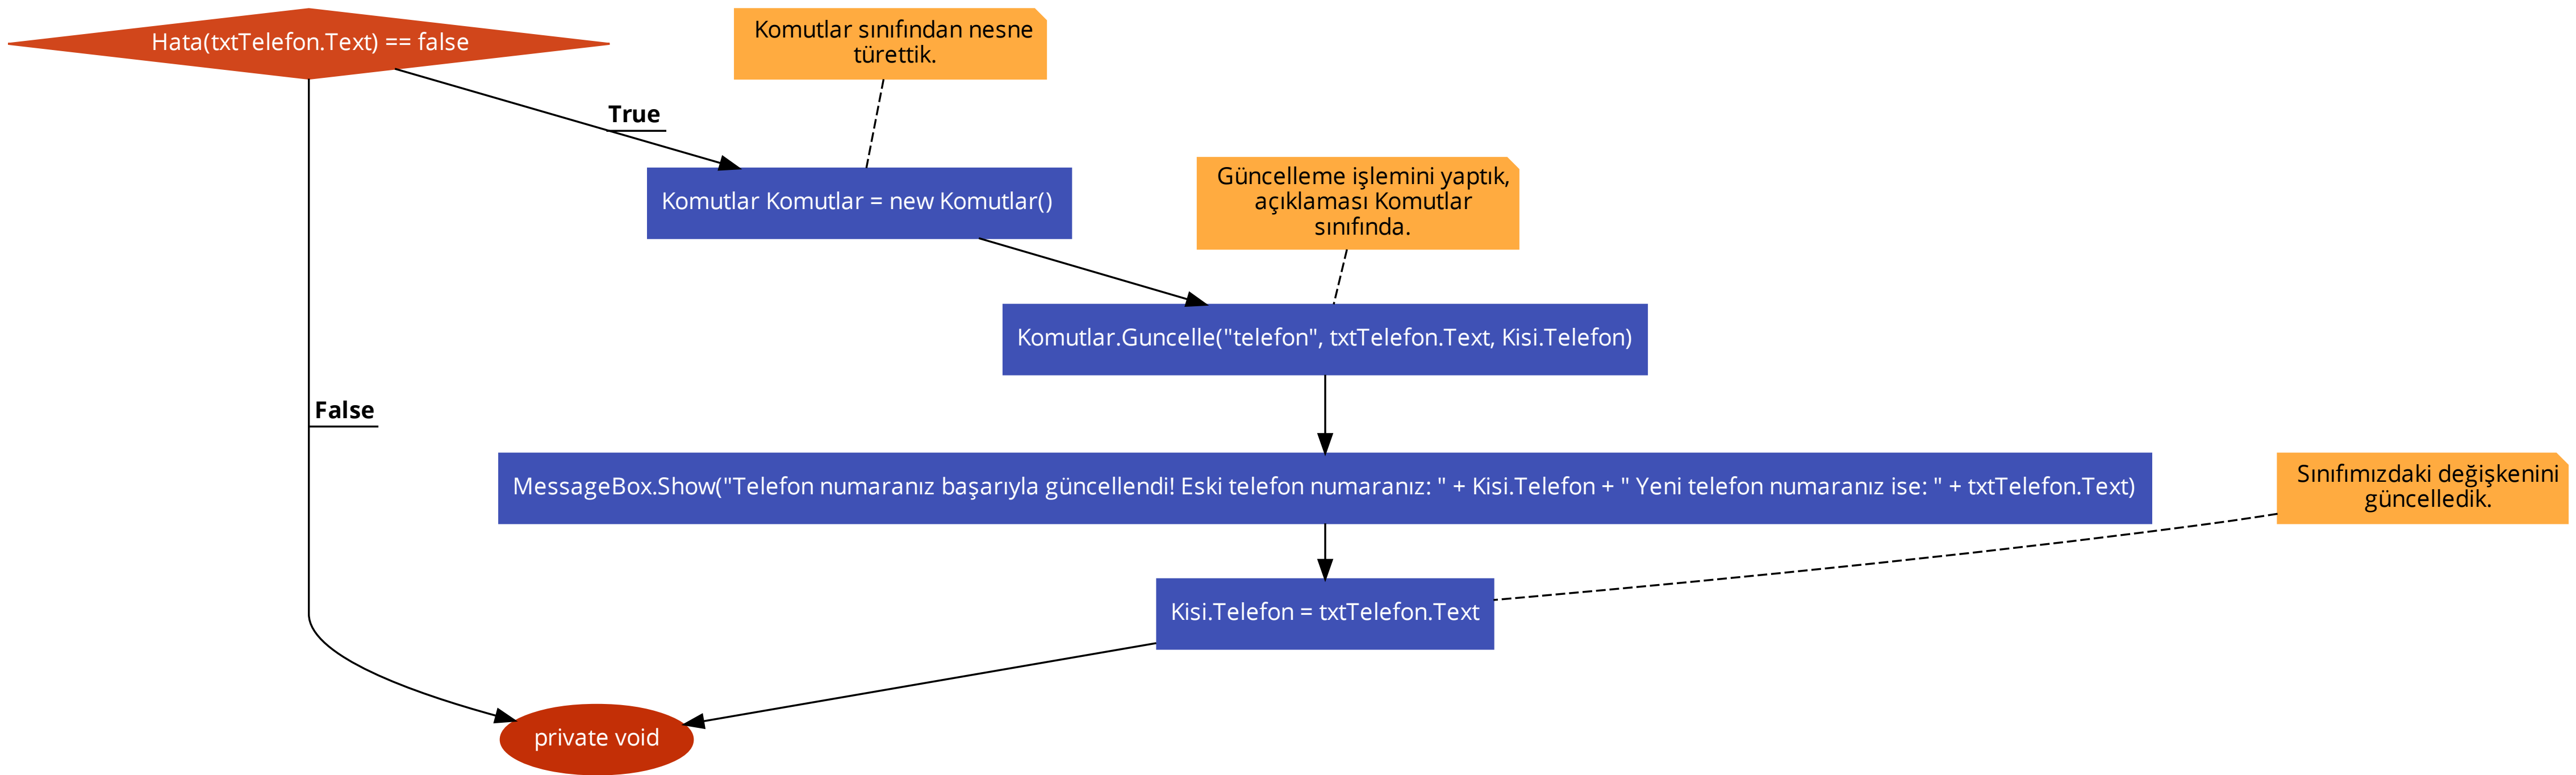 Hata(txtTelefon.Text) == false
Komutlar sınıfından nesne
türettik.
True
Komutlar Komutlar = new Komutlar()
Güncelleme işlemini yaptık,
açıklaması Komutlar
sınıfında.
Komutlar.Guncelle("telefon", txtTelefon.Text, Kisi.Telefon)
False
MessageBox.Show("Telefon numaranız başarıyla güncellendi! Eski telefon numaranız: " + Kisi.Telefon + " Yeni telefon numaranız ise: " + txtTelefon.Text)
Sınıfımızdaki değişkenini
güncelledik.
Kisi.Telefon = txtTelefon.Text
private void